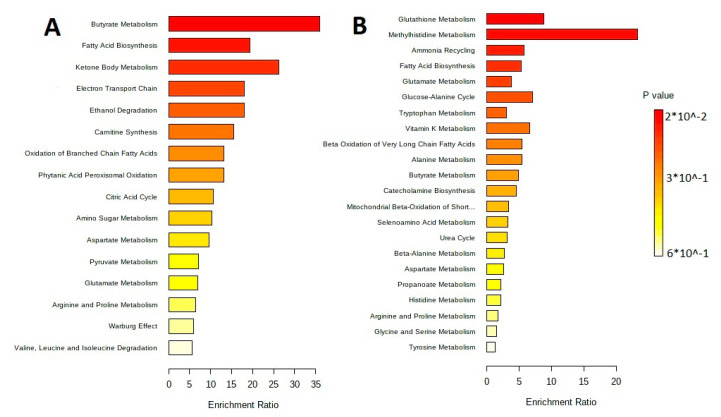 A
Butyrate Metabolism
Fatty Acid Biosynthesis
Ketone Body Metabolism
Electron Transport Chain
Ethanol Degradation
Carnitine Synthesis
Oxidation of Branched Chain Fatty Acids
Phytanic Acid Peroxisomal Oxidation
Citric Acid Cycle
Amino Sugar Metabolism
Aspartate Metabolism
Pyruvate Metabolism
Glutamate Metabolism
Arginine and Proline Metabolism
Warburg Effect
Valine, Leucine and Isoleucine Degradation
0 5 10 15 20 25 30 35
Enrichment Ratio
B
Glutathione Metabolism
Methylhistidine Metabolism
Ammonia Recycling
Fatty Acid Biosynthesis
Glutamate Metabolism
Glucose-Alanine Cycle
Tryptophan Metabolism
Vitamin K Metabolism
Beta Oxidation of Very Long Chain Fatty Acids
Alanine Metabolism
Butyrate Metabolism
Catecholamine Biosynthesis
Mitochondrial Beta-Oxidation of Short...
Selenoamino Acid Metabolism
Urea Cycle
Beta-Alanine Metabolism
Aspartate Metabolism
Propanoate Metabolism
Histidine Metabolism
Arginine and Proline Metabolism
Glycine and Serine Metabolism
Tyrosine Metabolism
0 5 10 15 20
Enrichment Ratio
P value
2*10^-2
3*10^-1
6*10^-1